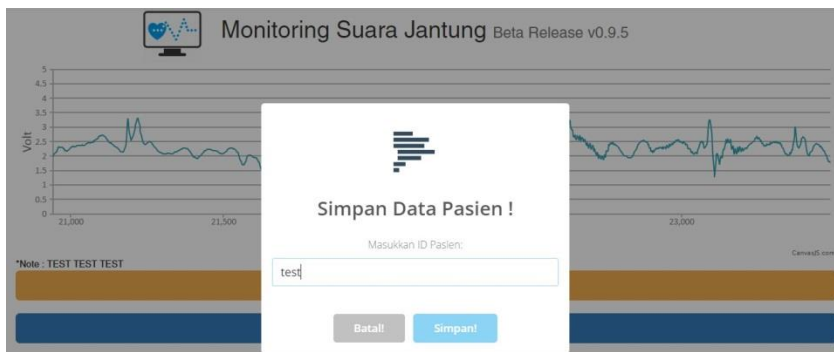 Monitoring Suara Jantung Beta Release v0.9.5
5
4.5
4
3.5
3
2.5
2
1.5
1
0.5
0
Volt
21,000 21,500 23,000
CanvasJS.com
*Note : TEST TEST TEST
Simpan Data Pasien !
Masukkan ID Pasien:
test
Batal! Simpan!